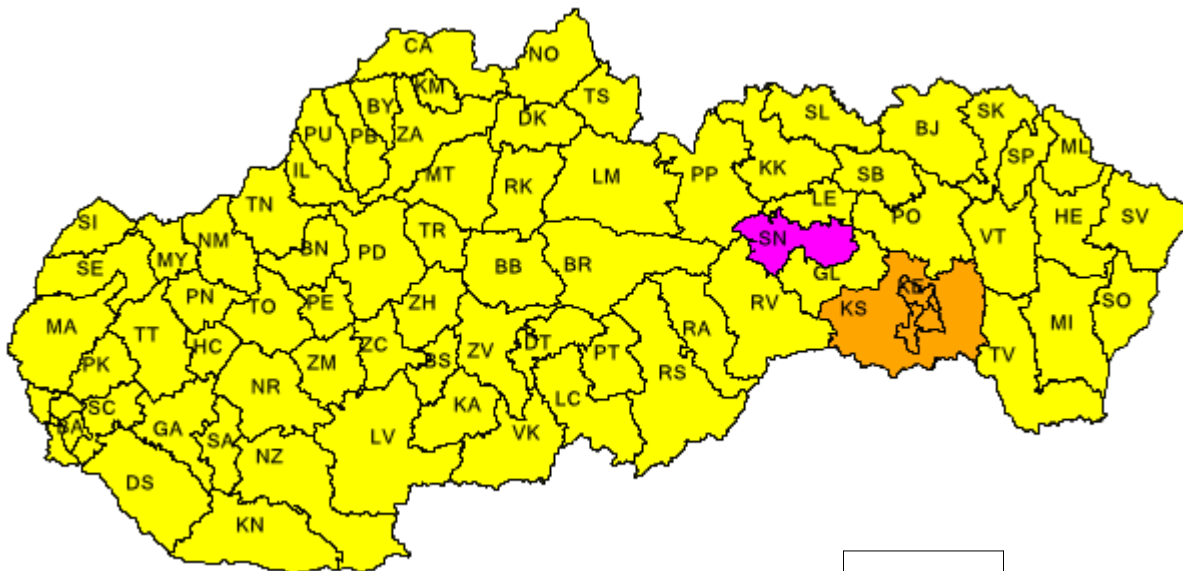 CA
NO
KM
TS
BY
PU
PB
ZA
DK
SL
BJ
SK
SP
ML
IL
MT
RK
LM
PP
KK
SB
LE
TN
SI
NM
TR
PO
HE
SV
VT
SN
MY
SE
BN
PD
BB
BR
GL
PN
TO
PE
ZH
RV
KS
KE
SO
MA
TT
HC
ZM
ZC
BS
ZV
DT
PT
RA
MI
TV
PK
NR
RS
SC
BA
GA
SA
KA
LC
VK
LV
NZ
DS
KN